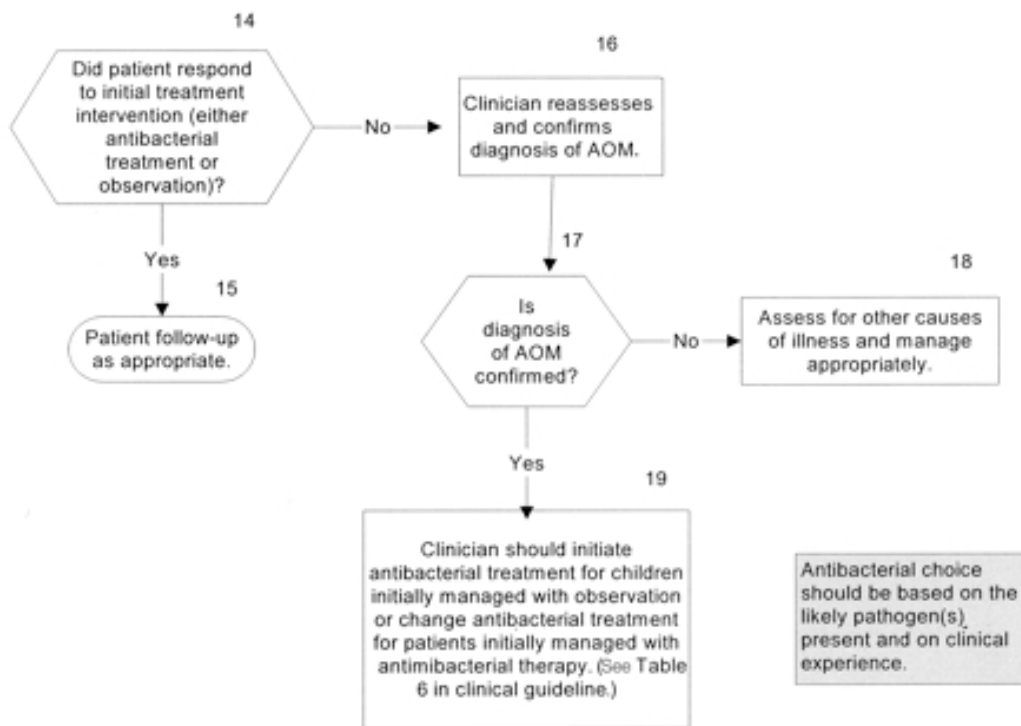 14
Did patient respond
to initial treatment
intervention (either
antibacterial
treatment or
observation)?
No
16
Clinician reassesses
and confirms
diagnosis of AOM.
Yes
15
Patient follow-up
as appropriate.
17
Is
diagnosis
of AOM
confirmed?
No
18
Assess for other causes
of illness and manage
appropriately.
Yes
19
Clinician should initiate
antibacterial treatment for children
initially managed with observation
or change antibacterial treatment
for patients initially managed with
antimibacterial therapy. (See Table
6 in clinical guideline.)
Antibacterial choice
should be based on the
likely pathogen(s)
present and on clinical
experience.